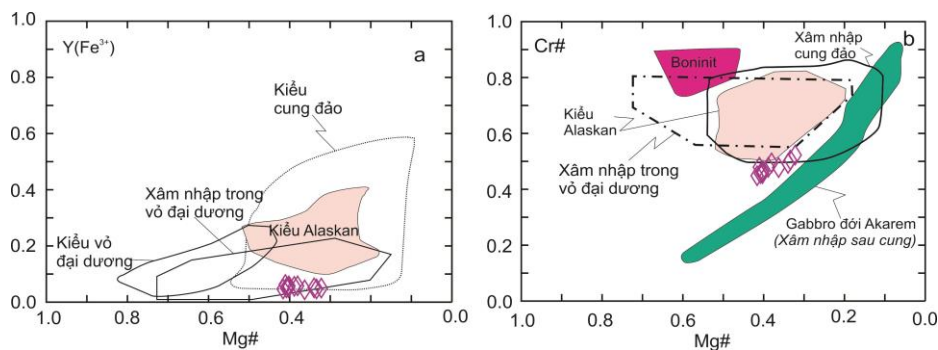 1.0
Y(Fe³⁺)
a
0.8
Kiểu
cung đảo
0.6
0.4
Xâm nhập trong
vỏ đại dương
Kiểu vỏ
đại dương
Kiểu Alaskan
0.2
0.0
1.0
0.8
0.6
0.4
0.2
0.0
Mg#
1.0
Cr#
b
Xâm nhập
cung đảo
Boninit
0.8
Kiểu
Alaskan
0.6
Xâm nhập trong
vỏ đại dương
0.4
Gabbro đới Akarem
(Xâm nhập sau cung)
0.2
0.0
1.0
0.8
0.6
0.4
0.2
0.0
Mg#